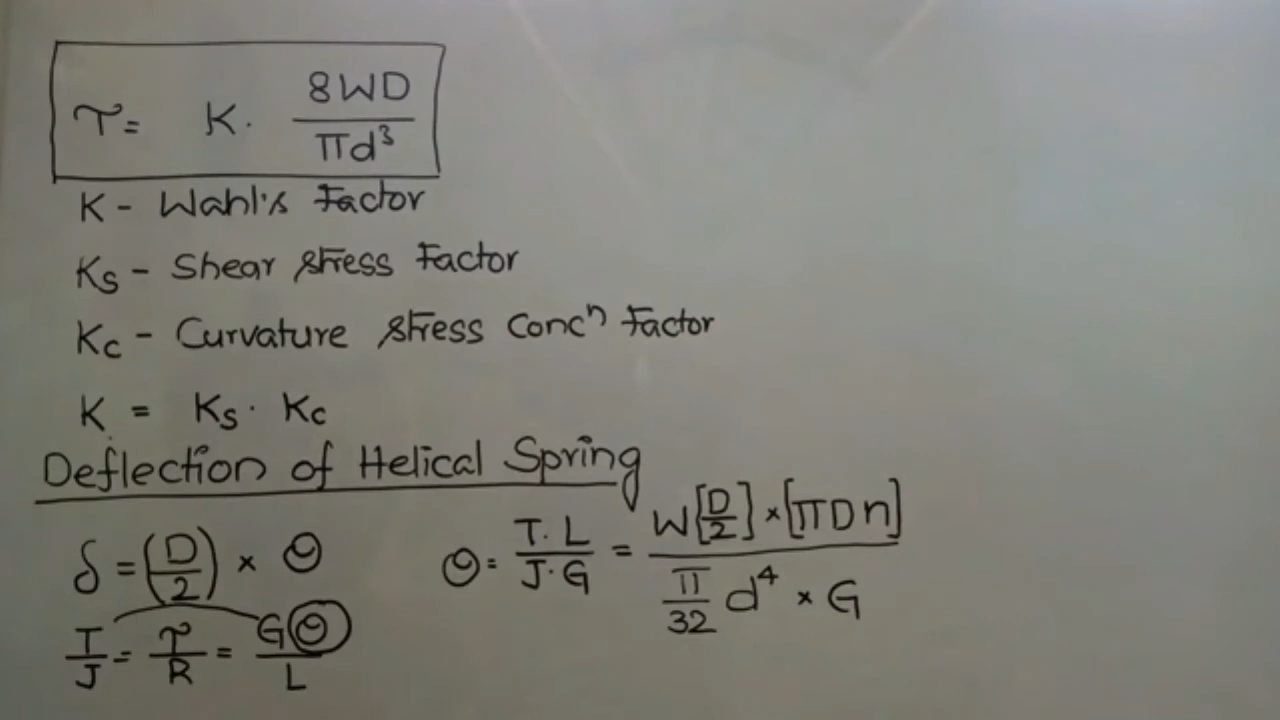 τ = K · 8WD / πd³
K - Wahl's Factor
Ks - Shear stress Factor
Kc - Curvature stress Concⁿ Factor
K = Ks · Kc
Deflection of Helical Spring
δ = (D/2) × θ
θ = T·L / J·G = W[D/2] × [πDn] / π/32 d⁴ × G
T/J = τ/R = Gθ/L